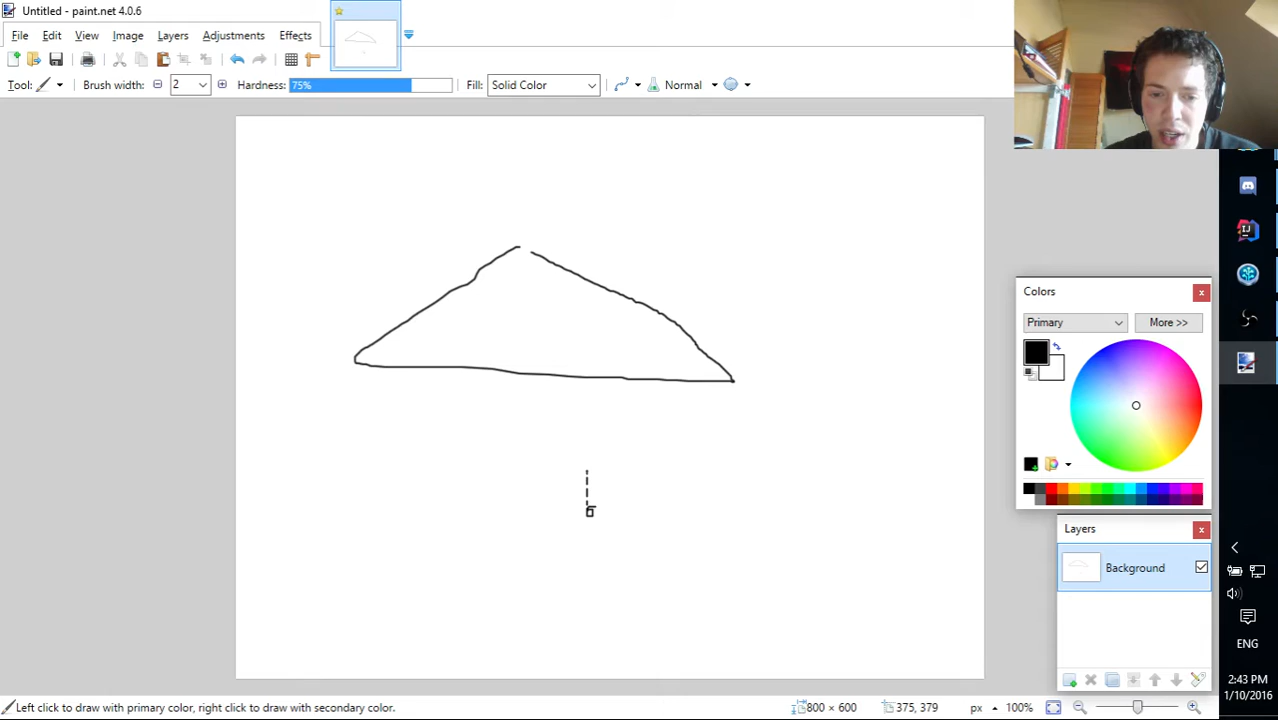 Untitled - paint.net 4.0.6
File Edit View Image Layers Adjustments Effects
Tool: Brush width: 2 Hardness: 75% Fill: Solid Color Normal
Colors
Primary More >>
Layers
Background
ENG
2:43 PM
1/10/2016
Left click to draw with primary color, right click to draw with secondary color. 800 × 600 375, 379 px 100%